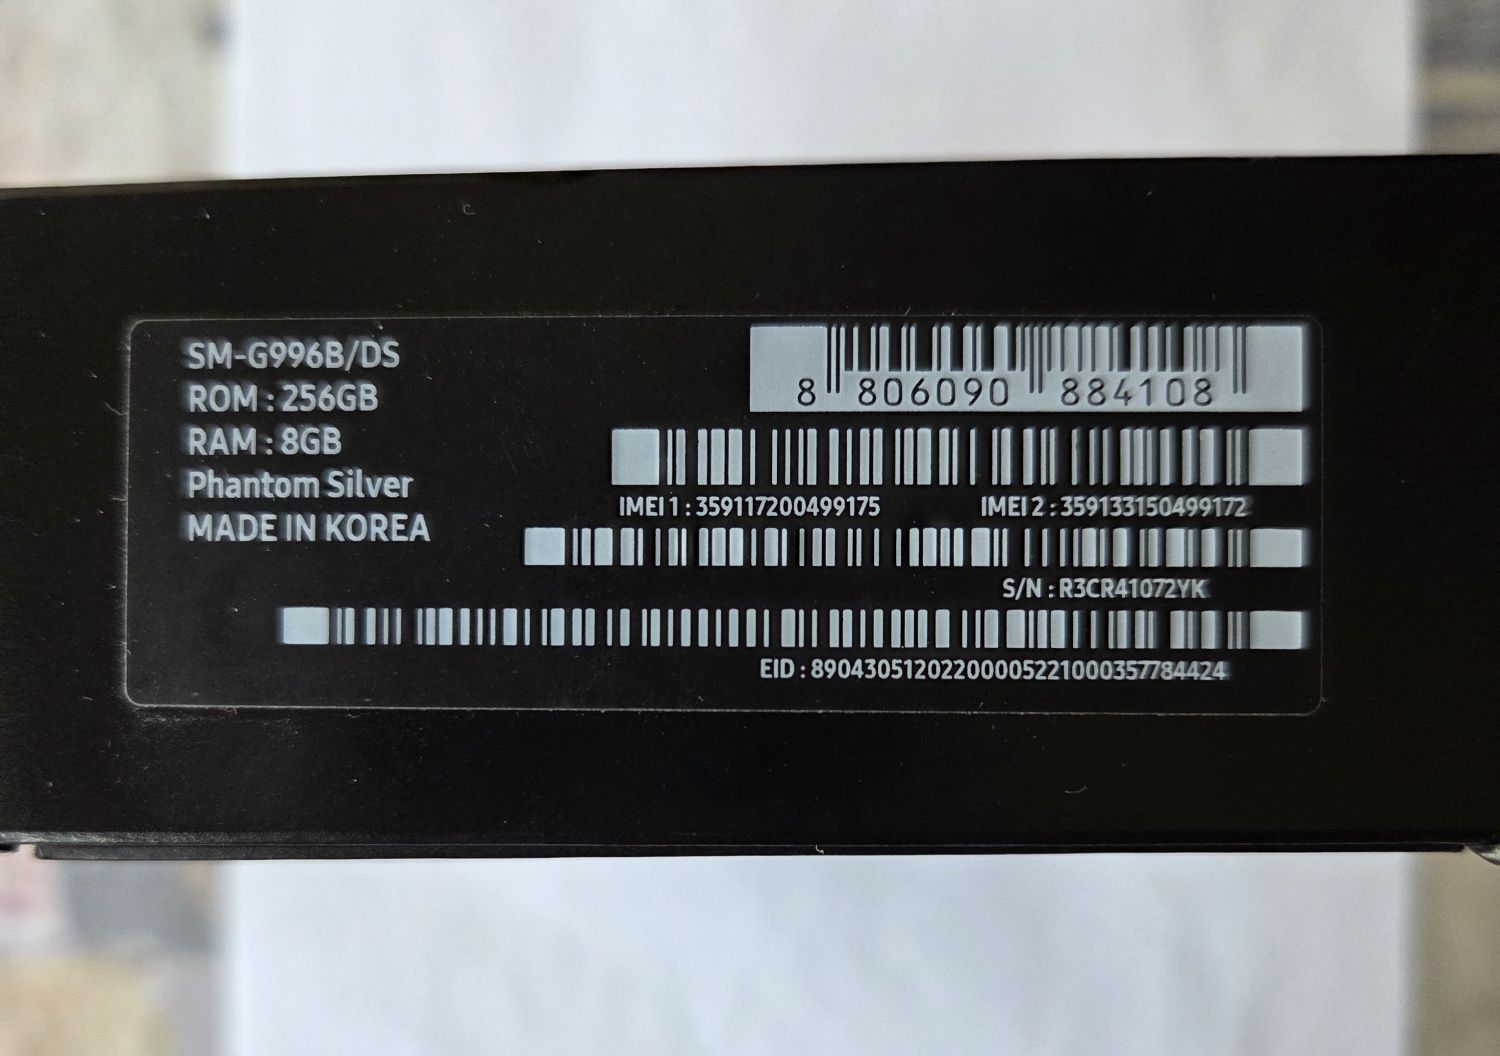 SM-G996B/DS
ROM : 256GB
RAM : 8GB
Phantom Silver
MADE IN KOREA
8 806090 884108
IMEI 1 : 359117200499175 IMEI 2 : 359133150499172
S/N : R3CR41072YK
EID : 89043051202200005221000357784424